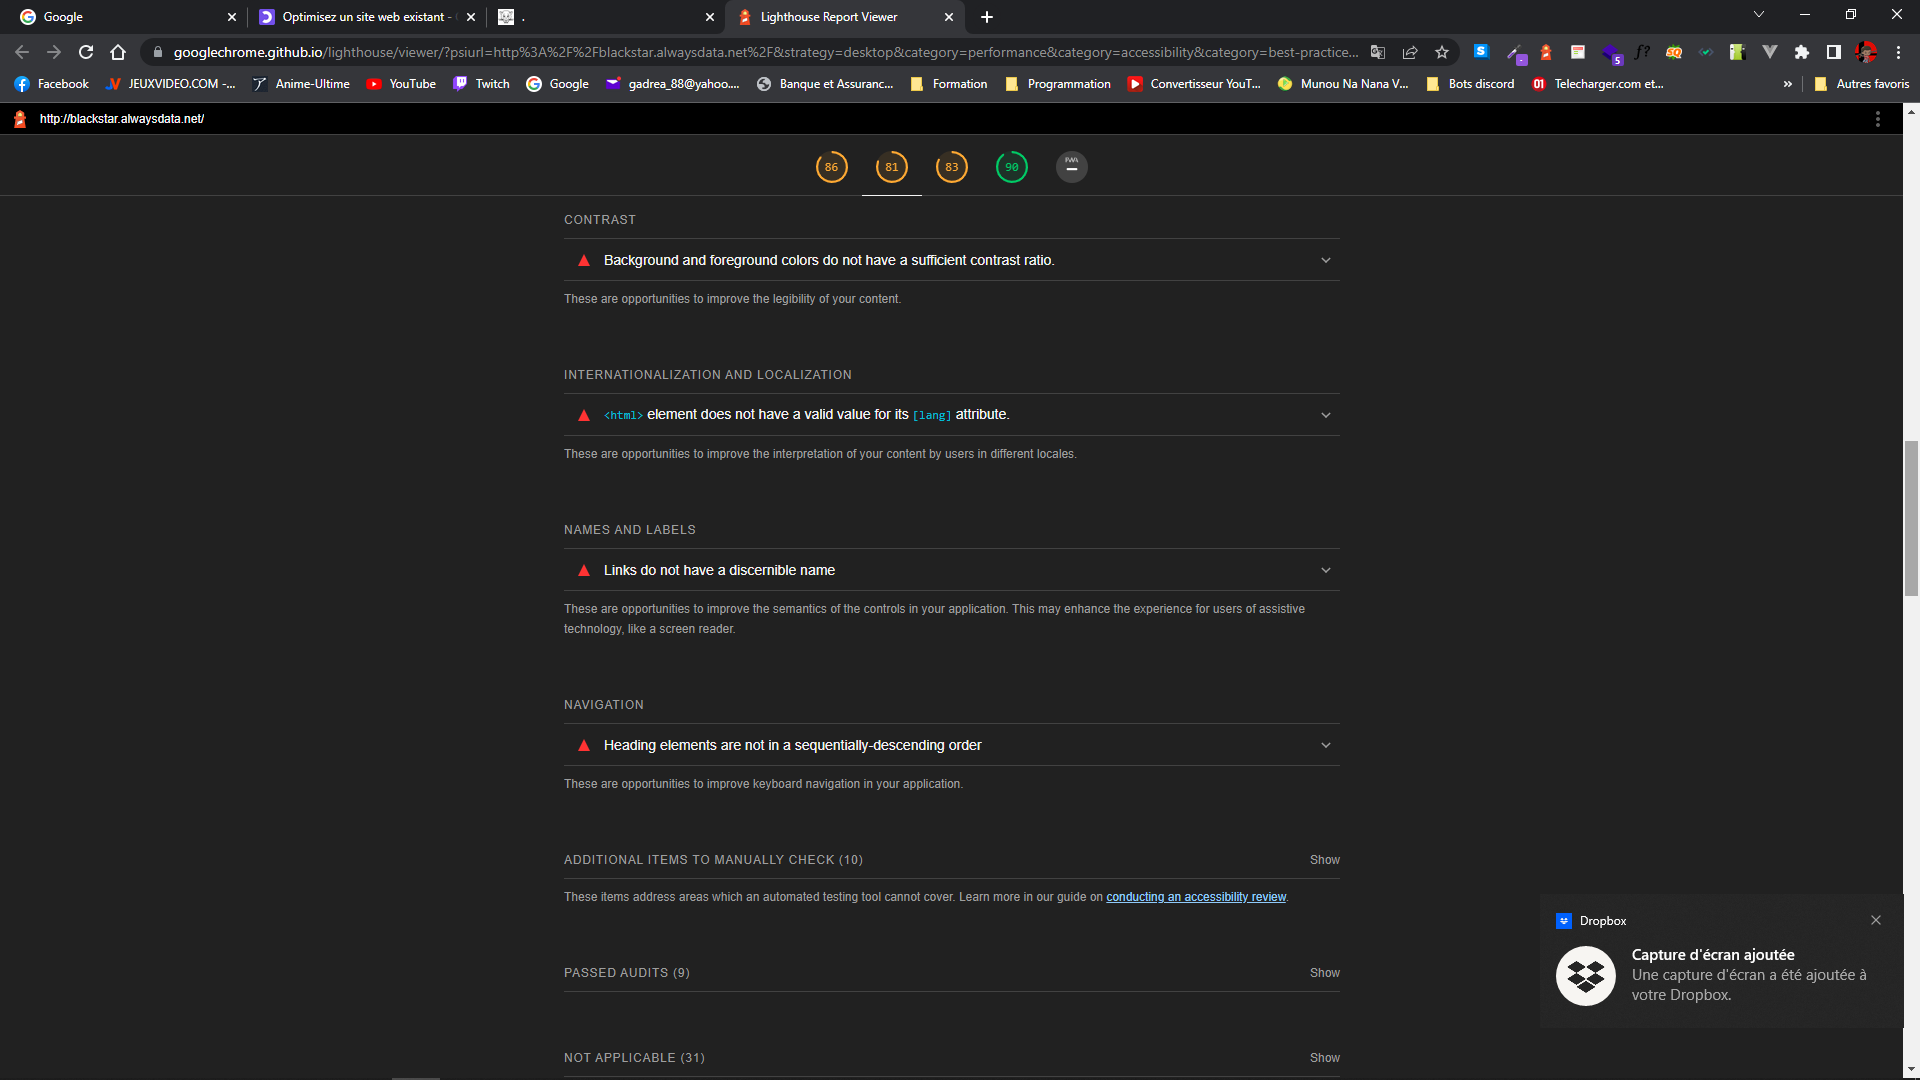 Google
Optimisez un site web existant -
.
Lighthouse Report Viewer
googlechrome.github.io/lighthouse/viewer/?psiurl=http%3A%2F%2Fblackstar.alwaysdata.net%2F&strategy=desktop&category=performance&category=accessibility&category=best-practice...
Facebook
JEUXVIDEO.COM -...
Anime-Ultime
YouTube
Twitch
Google
gadrea_88@yahoo....
Banque et Assuranc...
Formation
Programmation
Convertisseur YouT...
Munou Na Nana V...
Bots discord
01 Telecharger.com et...
»
Autres favoris
http://blackstar.alwaysdata.net/
86
81
83
90
PWA
CONTRAST
Background and foreground colors do not have a sufficient contrast ratio.
These are opportunities to improve the legibility of your content.
INTERNATIONALIZATION AND LOCALIZATION
<html> element does not have a valid value for its [lang] attribute.
These are opportunities to improve the interpretation of your content by users in different locales.
NAMES AND LABELS
Links do not have a discernible name
These are opportunities to improve the semantics of the controls in your application. This may enhance the experience for users of assistive
technology, like a screen reader.
NAVIGATION
Heading elements are not in a sequentially-descending order
These are opportunities to improve keyboard navigation in your application.
ADDITIONAL ITEMS TO MANUALLY CHECK (10)
Show
These items address areas which an automated testing tool cannot cover. Learn more in our guide on conducting an accessibility review.
PASSED AUDITS (9)
Show
NOT APPLICABLE (31)
Show
Dropbox
Capture d'écran ajoutée
Une capture d'écran a été ajoutée à
votre Dropbox.